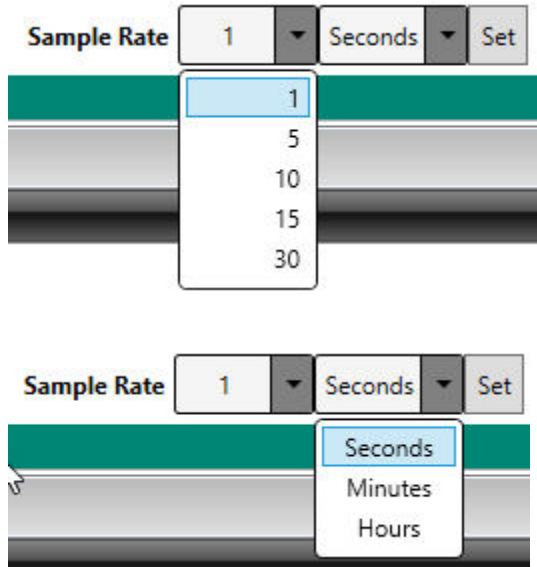 Sample Rate 1 Seconds Set
1
5
10
15
30
Sample Rate 1 Seconds Set
Seconds
Minutes
Hours